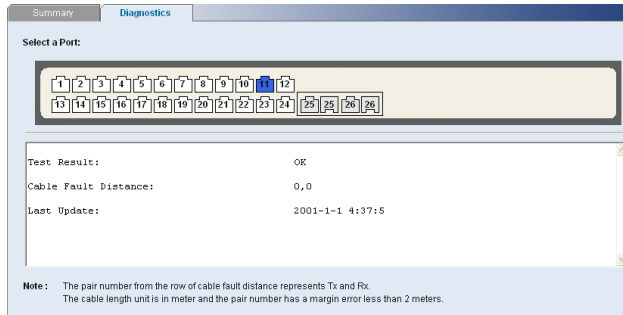 Summary Diagnostics
Select a Port:
1 2 3 4 5 6 7 8 9 10 11 12
13 14 15 16 17 18 19 20 21 22 23 24 25 25 26 26
Test Result: OK
Cable Fault Distance: 0,0
Last Update: 2001-1-1 4:37:5
Note : The pair number from the row of cable fault distance represents Tx and Rx.
The cable length unit is in meter and the pair number has a margin error less than 2 meters.